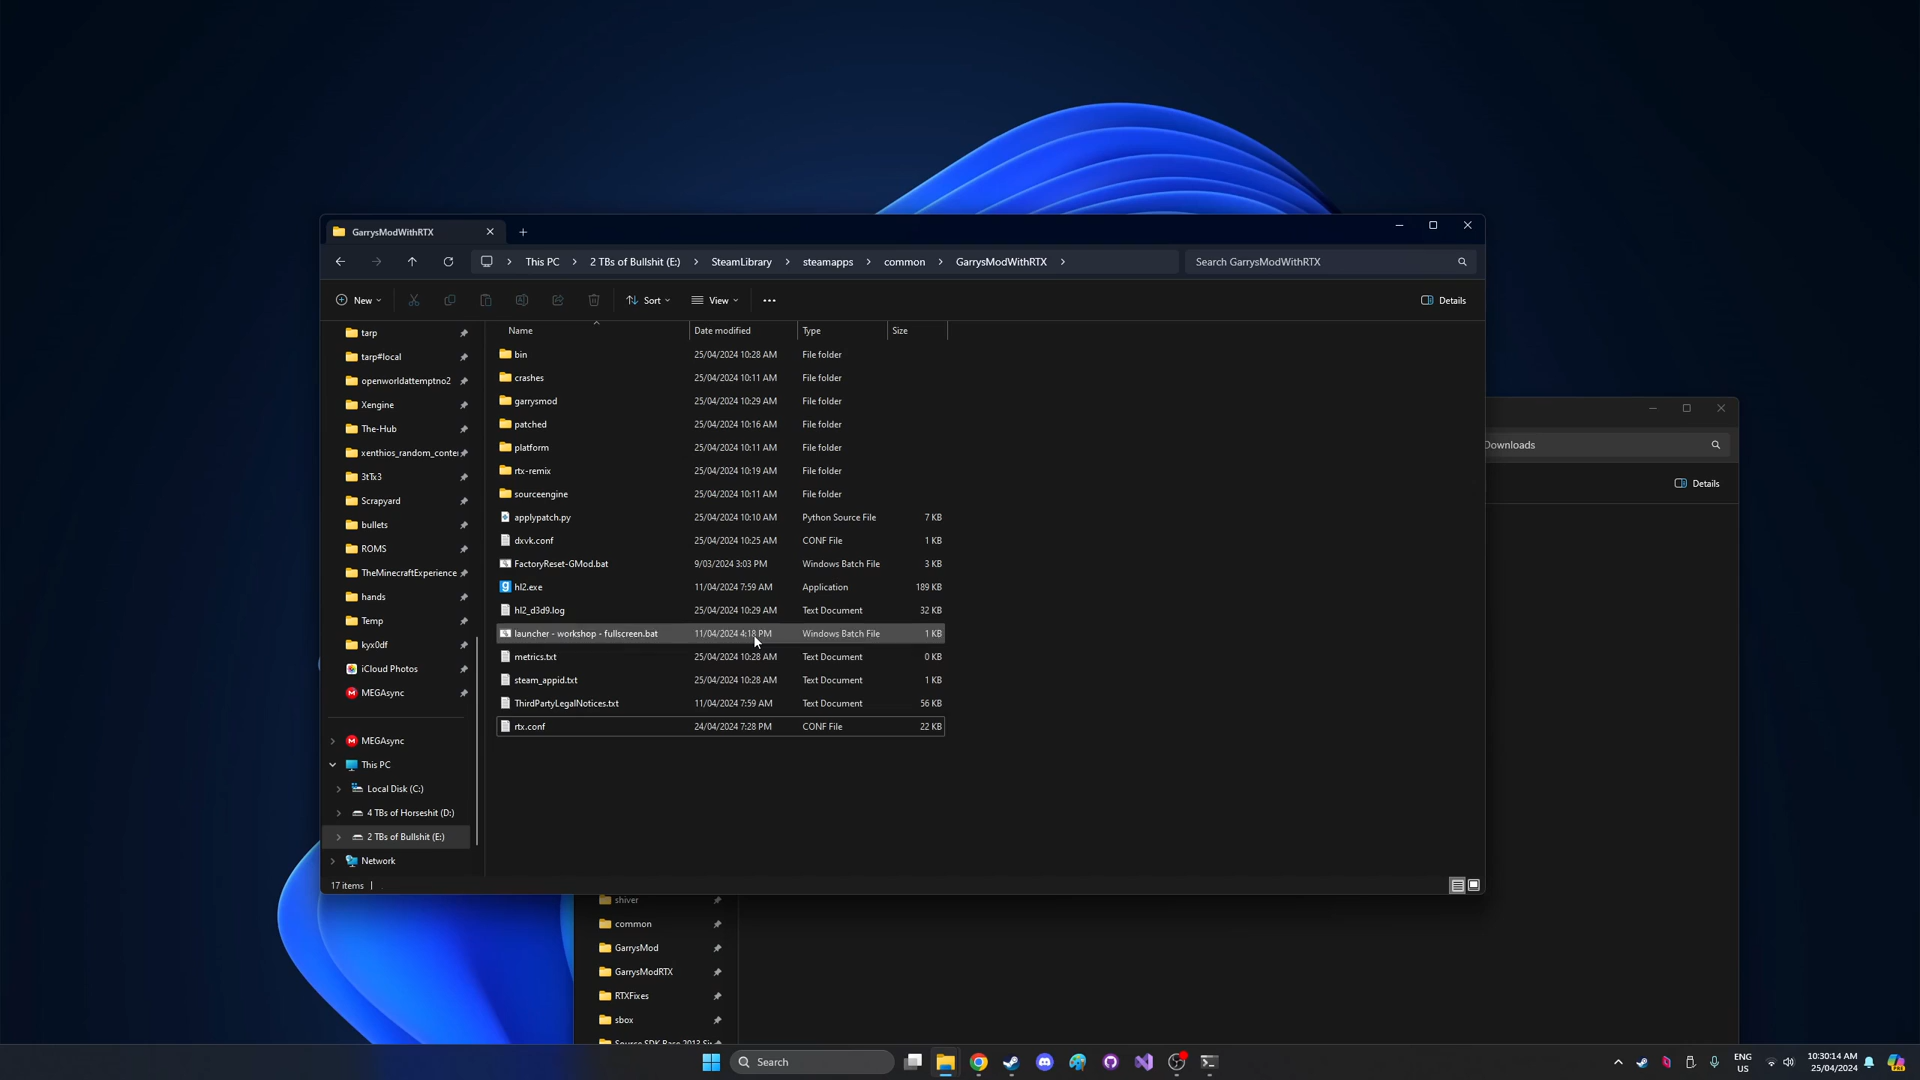 GarrysModWithRTX
This PC > 2 TBs of Bullshit (E:) > SteamLibrary > steamapps > common > GarrysModWithRTX >
Search GarrysModWithRTX
New
Sort
View
Details
Name Date modified Type Size
bin 25/04/2024 10:28 AM File folder
crashes 25/04/2024 10:11 AM File folder
garrysmod 25/04/2024 10:29 AM File folder
patched 25/04/2024 10:16 AM File folder
platform 25/04/2024 10:11 AM File folder
rtx-remix 25/04/2024 10:19 AM File folder
sourceengine 25/04/2024 10:11 AM File folder
applypatch.py 25/04/2024 10:10 AM Python Source File 7 KB
dxvk.conf 25/04/2024 10:25 AM CONF File 1 KB
FactoryReset-GMod.bat 9/03/2024 3:03 PM Windows Batch File 3 KB
hl2.exe 11/04/2024 7:59 AM Application 189 KB
hl2_d3d9.log 25/04/2024 10:29 AM Text Document 32 KB
launcher - workshop - fullscreen.bat 11/04/2024 4:18 PM Windows Batch File 1 KB
metrics.txt 25/04/2024 10:28 AM Text Document 0 KB
steam_appid.txt 25/04/2024 10:28 AM Text Document 1 KB
ThirdPartyLegalNotices.txt 11/04/2024 7:59 AM Text Document 56 KB
rtx.conf 24/04/2024 7:28 PM CONF File 22 KB
tarp
tarp#local
openworldattemptno2
Xengine
The-Hub
xenthios_random_conte
3tTx3
Scrapyard
bullets
ROMS
TheMinecraftExperience
hands
Temp
kyx0df
iCloud Photos
MEGAsync
MEGAsync
This PC
Local Disk (C:)
4 TBs of Horseshit (D:)
2 TBs of Bullshit (E:)
Network
17 items
Downloads
Details
shiver
common
GarrysMod
GarrysModRTX
RTXFixes
sbox
Source SDK Base 2013 Si
Search
ENG
US
10:30:14 AM
25/04/2024